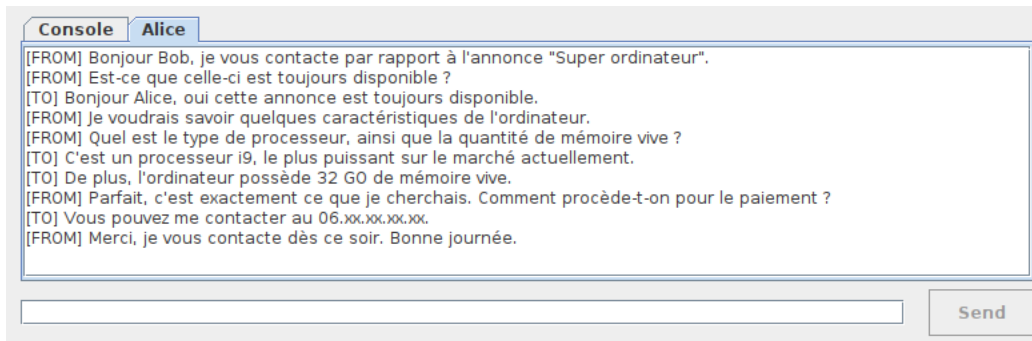 Console Alice
[FROM] Bonjour Bob, je vous contacte par rapport à l'annonce "Super ordinateur".
[FROM] Est-ce que celle-ci est toujours disponible ?
[TO] Bonjour Alice, oui cette annonce est toujours disponible.
[FROM] Je voudrais savoir quelques caractéristiques de l'ordinateur.
[FROM] Quel est le type de processeur, ainsi que la quantité de mémoire vive ?
[TO] C'est un processeur i9, le plus puissant sur le marché actuellement.
[TO] De plus, l'ordinateur possède 32 GO de mémoire vive.
[FROM] Parfait, c'est exactement ce que je cherchais. Comment procède-t-on pour le paiement ?
[TO] Vous pouvez me contacter au 06.xx.xx.xx.xx.
[FROM] Merci, je vous contacte dès ce soir. Bonne journée.
Send